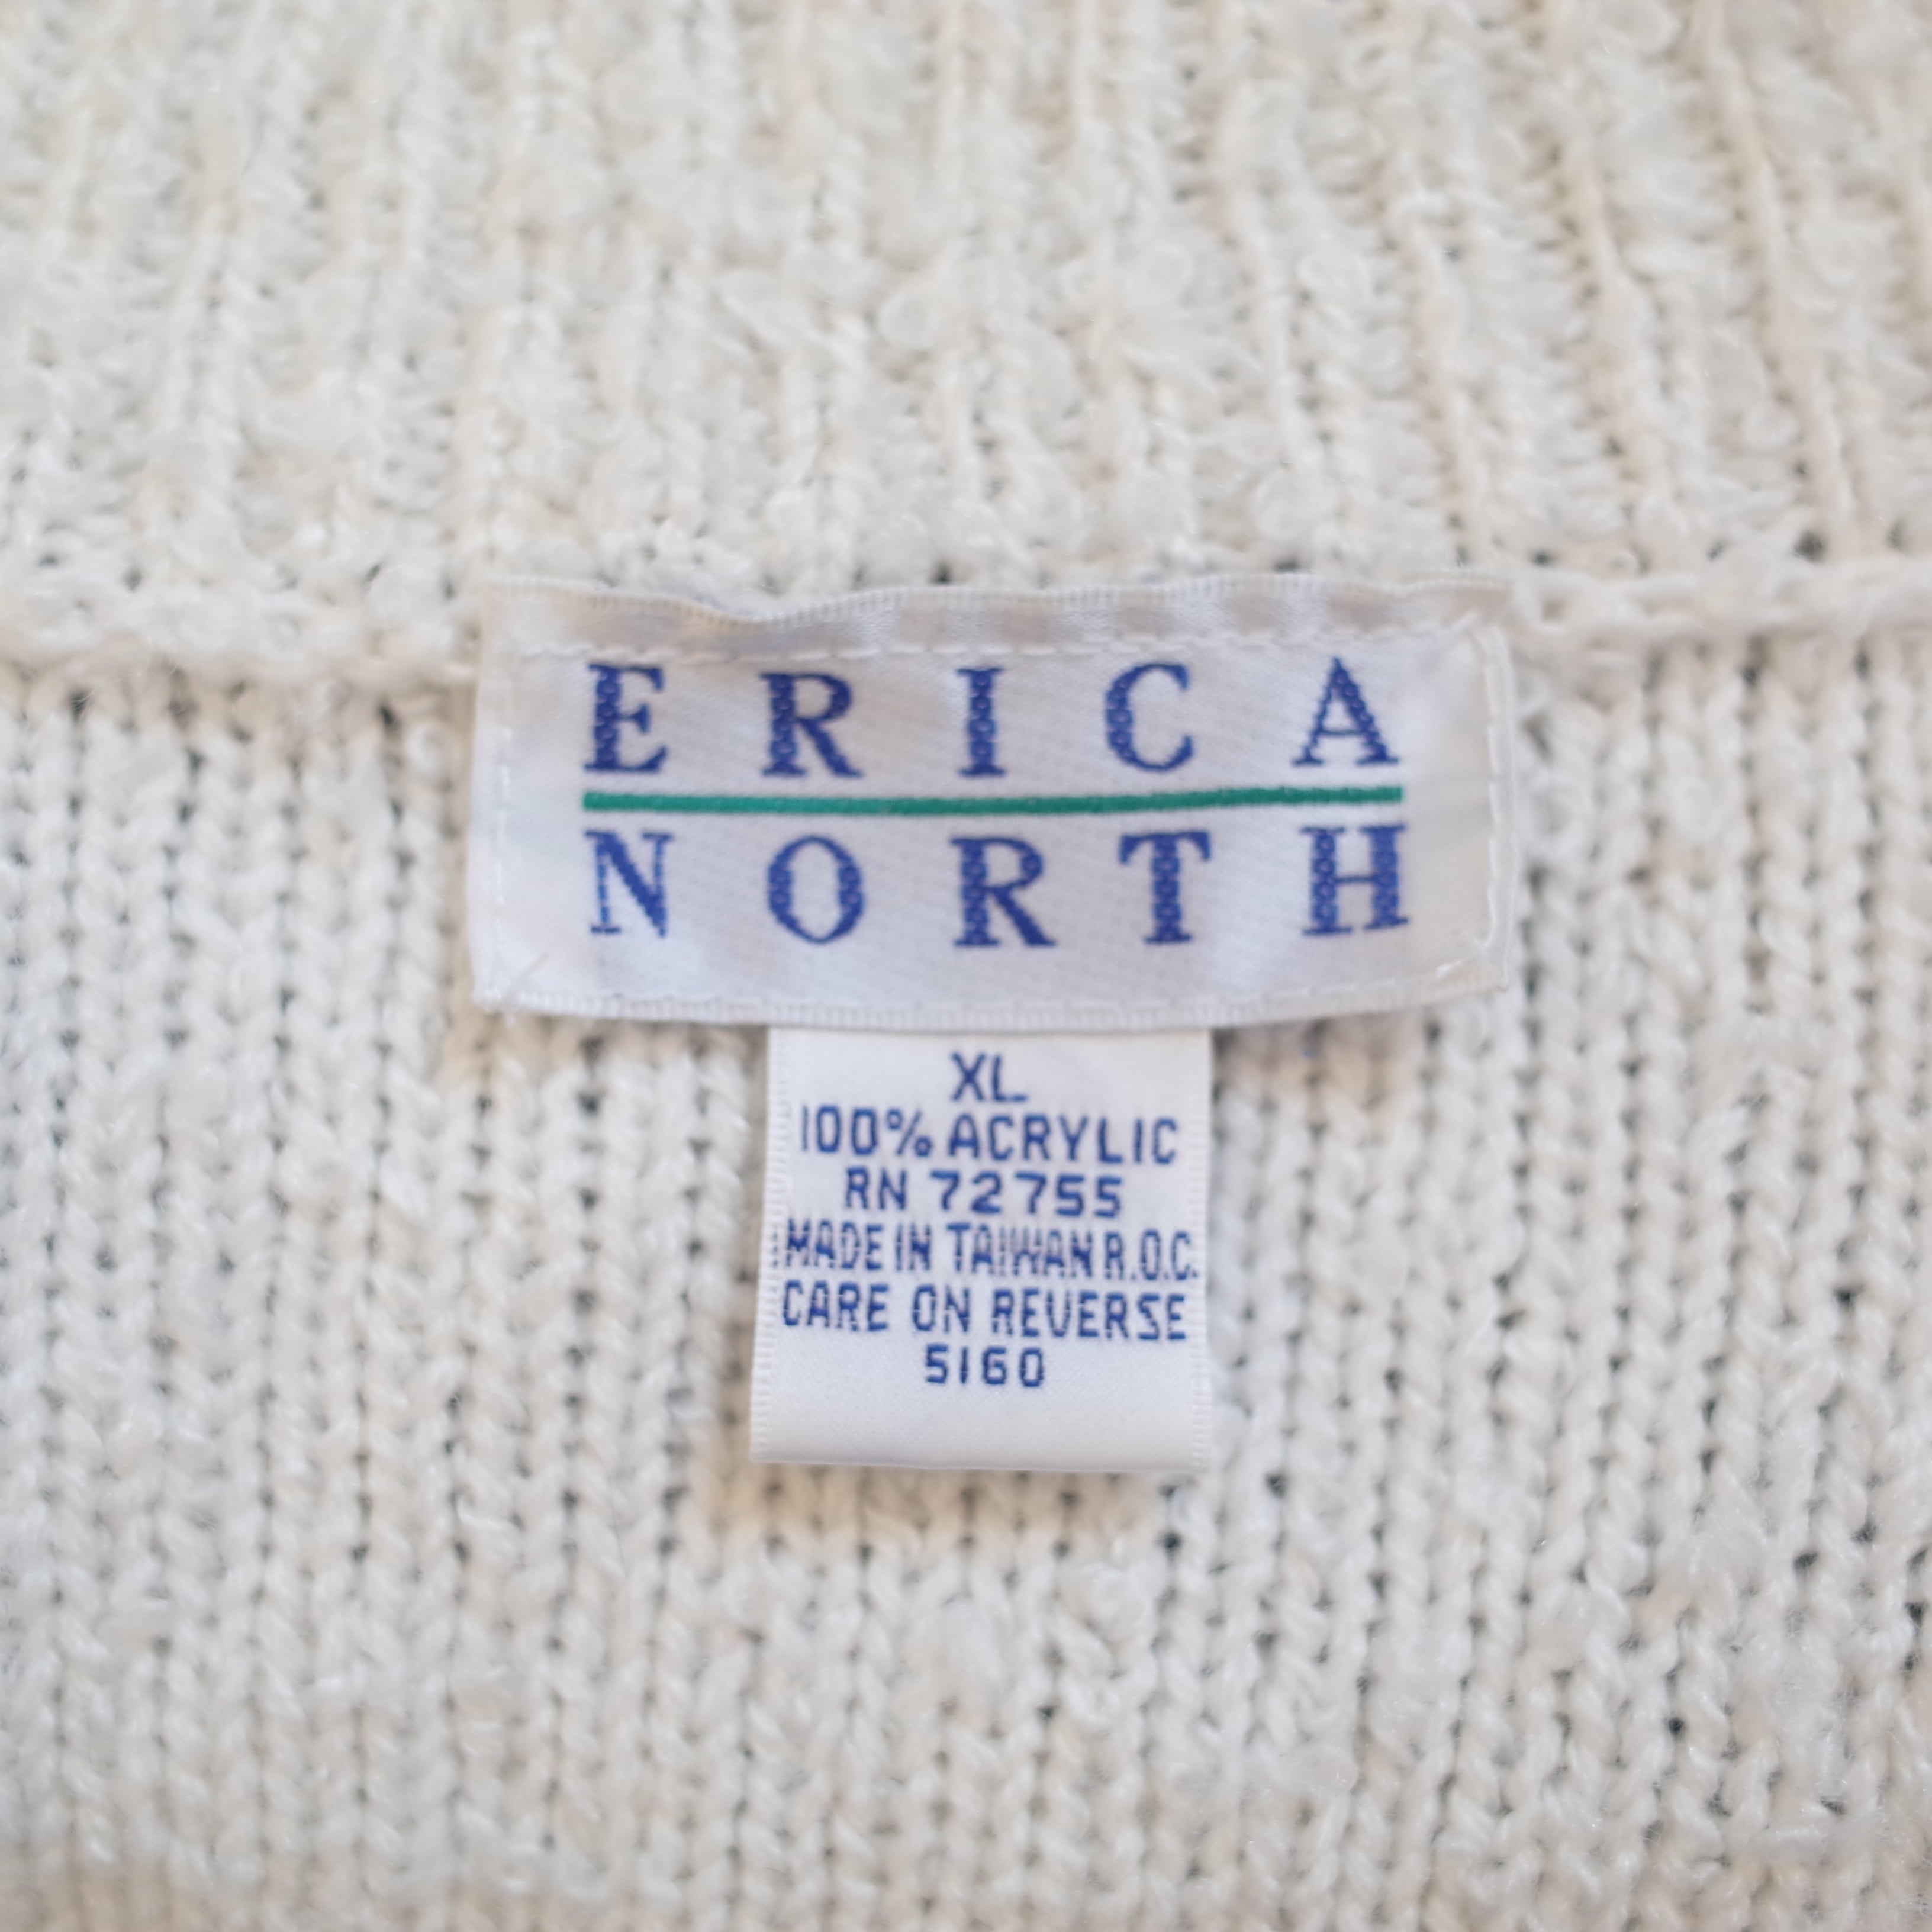 ERICA
NORTH
XL
100% ACRYLIC
RN 72755
MADE IN TAIWAN R.O.C.
CARE ON REVERSE
5160